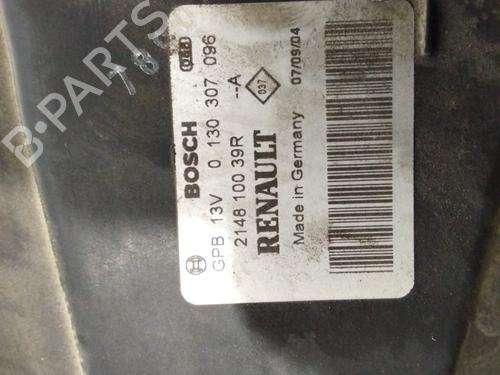 BOSCH
GPB 13V 0 130 307 096
2148 100 39R --A
037
RENAULT
Made in Germany 07/09/04
B-PARTS
18